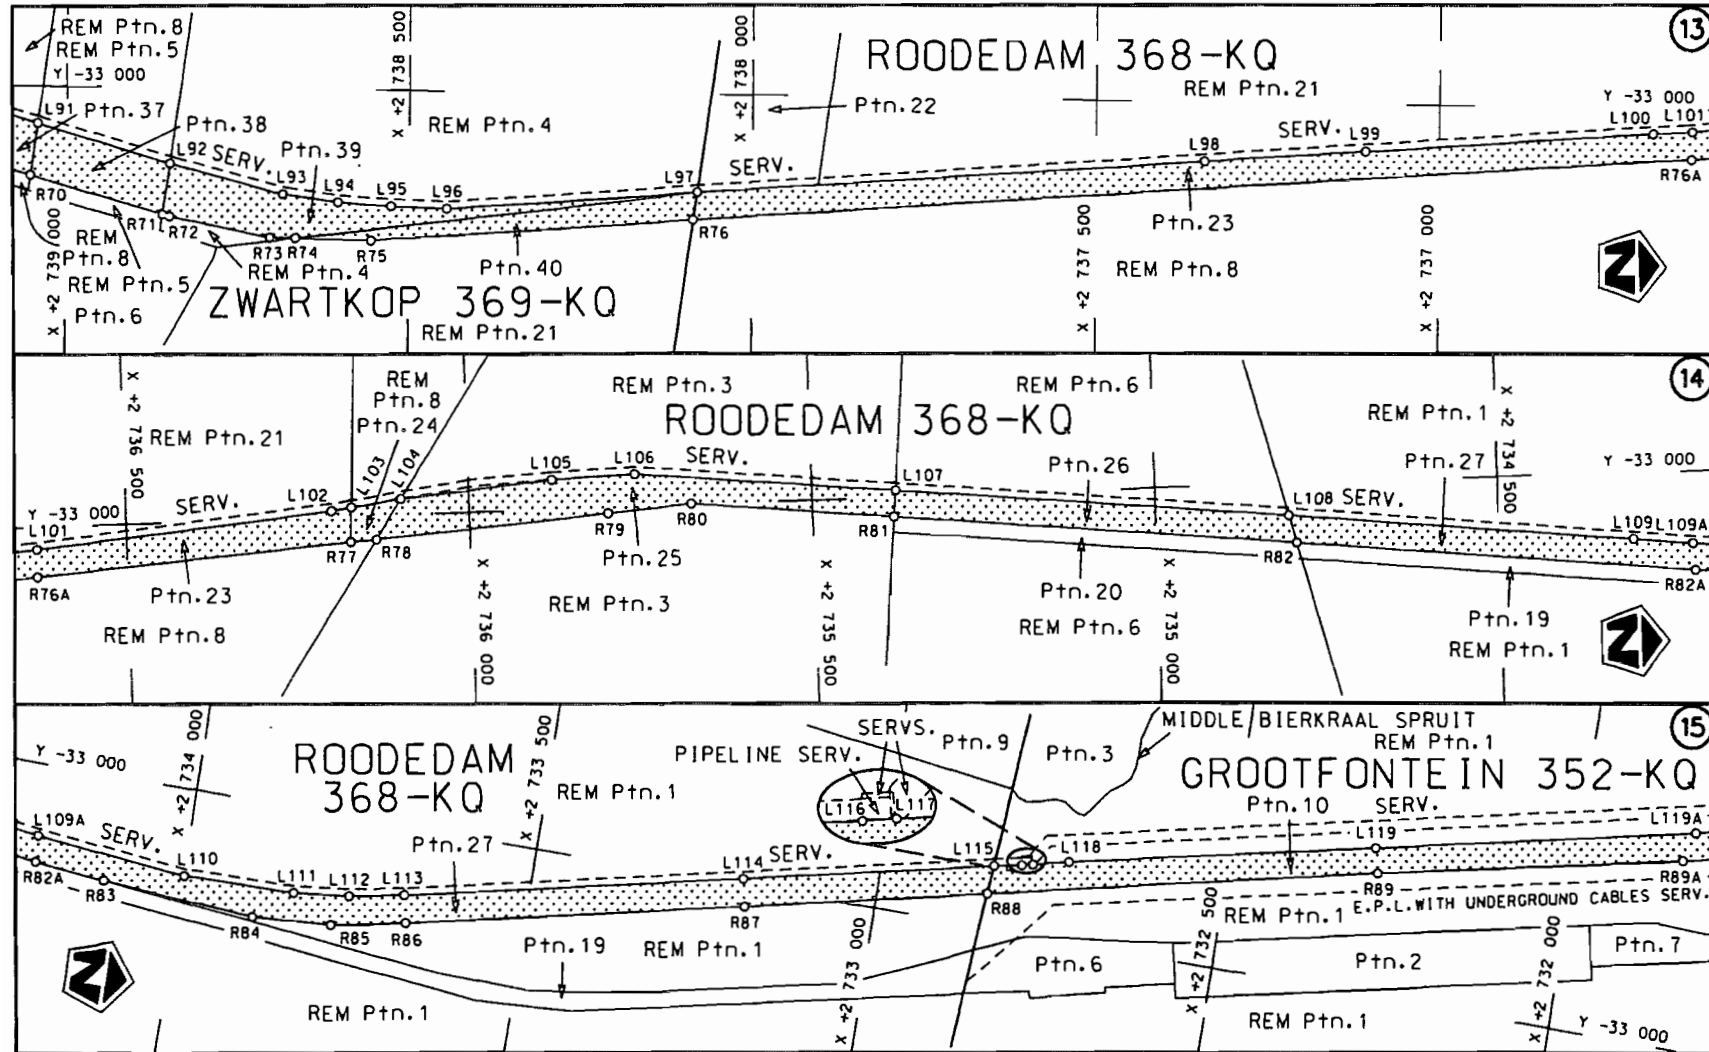 REM Ptn.8
REM Ptn.5
Y -33 000
L91
Ptn.37
Ptn.38
L92
SERV.
Ptn.39
L93
L94
L95
L96
X +2 738 500
REM Ptn.4
X +2 738 000
ROODEDAM 368-KQ
REM Ptn.21
Ptn.22
13
Y -33 000
L97
SERV.
L98
SERV.
L99
L100
L101
R70
R71
R72
R73
R74
R75
R76
R76A
REM
Ptn.8
REM Ptn.5
Ptn.6
X +2 739 000
REM Ptn.4
Ptn.40
ZWARTKOP 369-KQ
REM Ptn.21
X +2 737 500
Ptn.23
REM Ptn.8
X +2 737 000
Z
14
X +2 736 500
REM Ptn.21
REM
Ptn.8
Ptn.24
REM Ptn.3
REM Ptn.6
ROODEDAM 368-KQ
REM Ptn.1
X +2 734 500
Y -33 000
Y -33 000
L101
SERV.
L102
L103
L104
L105
L106
SERV.
L107
Ptn.26
L108
SERV.
Ptn.27
L109
L109A
R76A
R77
R78
R79
R80
R81
R82
R82A
Ptn.23
REM Ptn.8
X +2 736 000
Ptn.25
REM Ptn.3
X +2 735 500
Ptn.20
REM Ptn.6
X +2 735 000
Ptn.19
REM Ptn.1
Z
15
Y -33 000
X +2 734 000
ROODEDAM
368-KQ
X +2 733 500
REM Ptn.1
SERVS.
PIPELINE SERV.
Ptn.9
Ptn.3
MIDDLE/BIERKRAAL SPRUIT
REM Ptn.1
GROOTFONTEIN 352-KQ
Ptn.10
SERV.
L116
L117
L109A
SERV.
L110
L111
L112
L113
Ptn.27
L114
SERV.
L115
L118
L119
L119A
R82A
R83
R84
R85
R86
R87
R88
R89
R89A
Z
Ptn.19
REM Ptn.1
REM Ptn.1
X +2 733 000
REM Ptn.1
E.P.L.WITH UNDERGROUND CABLES SERV.
Ptn.6
X +2 732 500
Ptn.2
X +2 732 000
Ptn.7
REM Ptn.1
Y -33 000